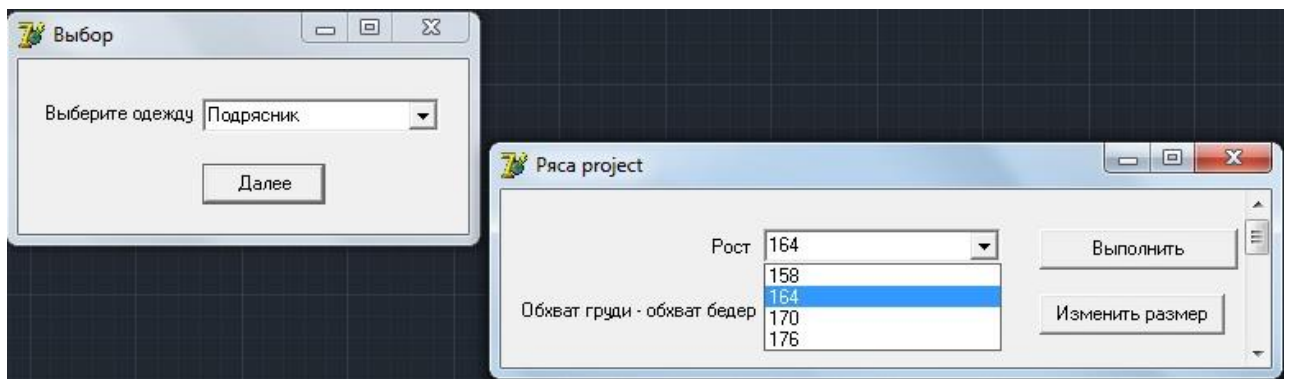 Выбор
Выберите одежду Подрясник
Далее
Ряса project
Рост 164
Выполнить
158
164
Обхват груди - обхват бедер
170
Изменить размер
176